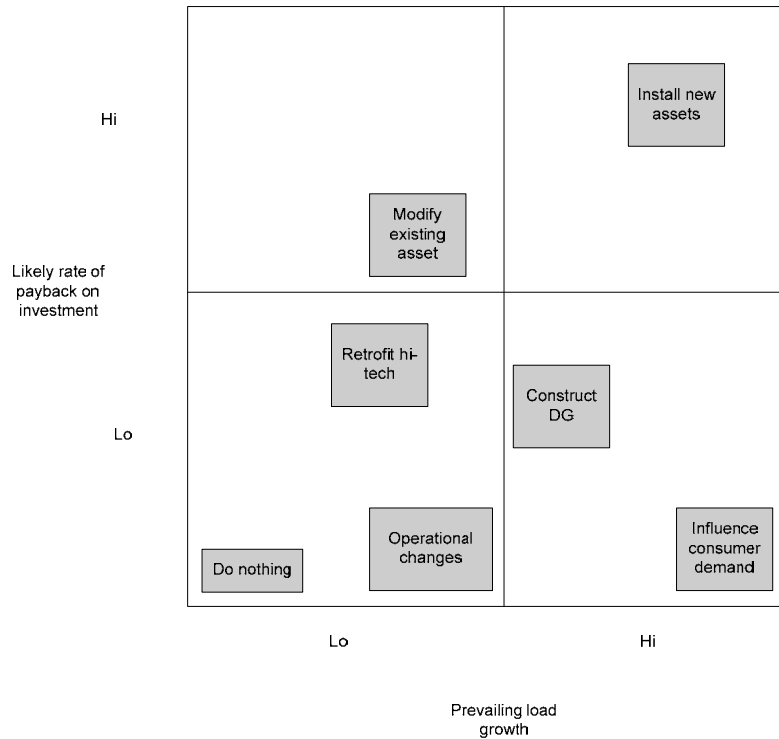 Hi
Install new
assets
Modify
existing
asset
Likely rate of
payback on
investment
Retrofit hi-
tech
Construct
DG
Lo
Do nothing
Operational
changes
Influence
consumer
demand
Lo
Hi
Prevailing load
growth